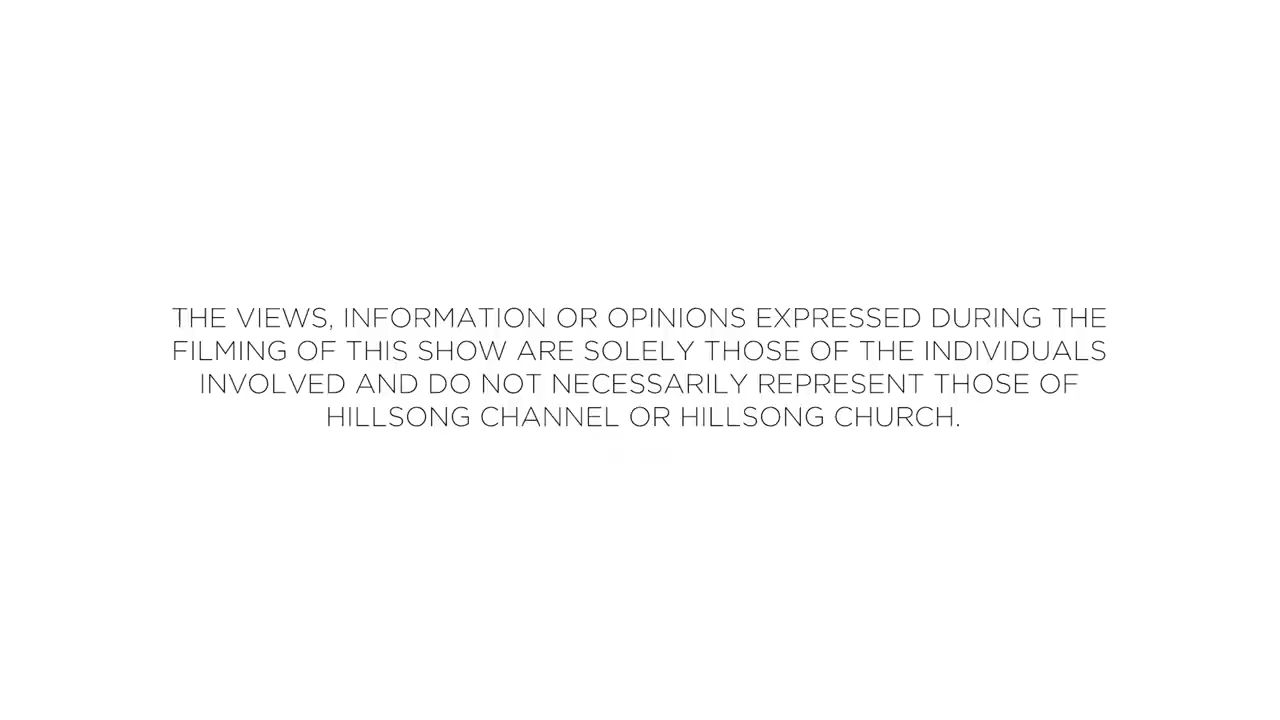 THE VIEWS, INFORMATION OR OPINIONS EXPRESSED DURING THE
FILMING OF THIS SHOW ARE SOLELY THOSE OF THE INDIVIDUALS
INVOLVED AND DO NOT NECESSARILY REPRESENT THOSE OF
HILLSONG CHANNEL OR HILLSONG CHURCH.